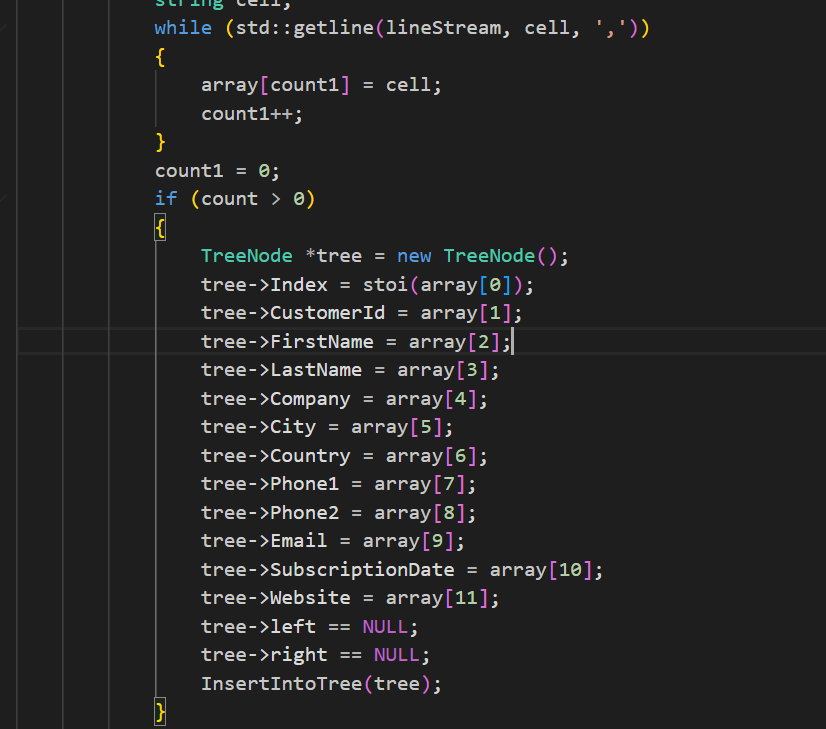 string cell;
while (std::getline(lineStream, cell, ','))
{
array[count1] = cell;
count1++;
}
count1 = 0;
if (count > 0)
{
TreeNode *tree = new TreeNode();
tree->Index = stoi(array[0]);
tree->CustomerId = array[1];
tree->FirstName = array[2];
tree->LastName = array[3];
tree->Company = array[4];
tree->City = array[5];
tree->Country = array[6];
tree->Phone1 = array[7];
tree->Phone2 = array[8];
tree->Email = array[9];
tree->SubscriptionDate = array[10];
tree->Website = array[11];
tree->left == NULL;
tree->right == NULL;
InsertIntoTree(tree);
}